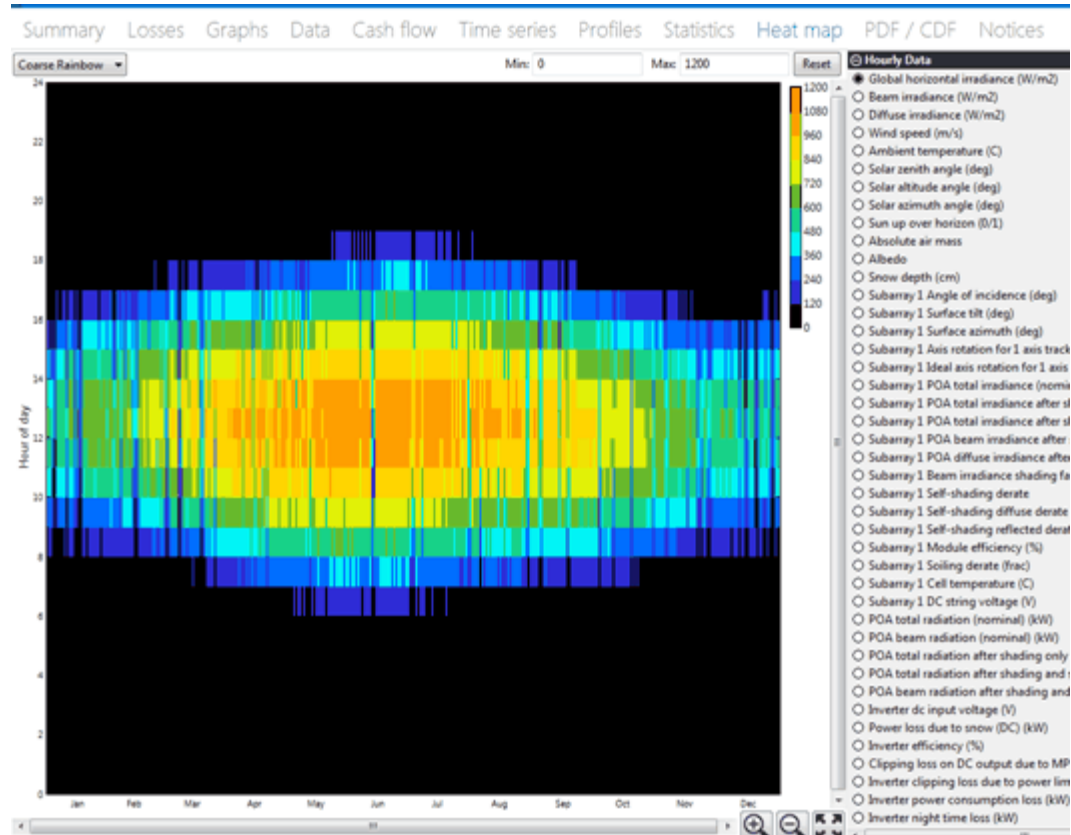 Summary Losses Graphs Data Cash flow Time series Profiles Statistics Heat map PDF / CDF Notices
Coarse Rainbow Min: 0 Max: 1200 Reset
Hourly Data
Global horizontal irradiance (W/m2)
Beam irradiance (W/m2)
Diffuse irradiance (W/m2)
Wind speed (m/s)
Ambient temperature (C)
Solar zenith angle (deg)
Solar altitude angle (deg)
Solar azimuth angle (deg)
Sun up over horizon (0/1)
Absolute air mass
Albedo
Snow depth (cm)
Subarray 1 Angle of incidence (deg)
Subarray 1 Surface tilt (deg)
Subarray 1 Surface azimuth (deg)
Subarray 1 Axis rotation for 1 axis track
Subarray 1 Ideal axis rotation for 1 axis
Subarray 1 POA total irradiance (nomi
Subarray 1 POA total irradiance after s
Subarray 1 POA total irradiance after s
Subarray 1 POA beam irradiance after
Subarray 1 POA diffuse irradiance after
Subarray 1 Beam irradiance shading fa
Subarray 1 Self-shading derate
Subarray 1 Self-shading diffuse derate
Subarray 1 Self-shading reflected derat
Subarray 1 Module efficiency (%)
Subarray 1 Soiling derate (frac)
Subarray 1 Cell temperature (C)
Subarray 1 DC string voltage (V)
POA total radiation (nominal) (kW)
POA beam radiation (nominal) (kW)
POA total radiation after shading only
POA total radiation after shading and s
POA beam radiation after shading and
Inverter dc input voltage (V)
Power loss due to snow (DC) (kW)
Inverter efficiency (%)
Clipping loss on DC output due to MP
Inverter clipping loss due to power lim
Inverter power consumption loss (kW)
Inverter night time loss (kW)
1200
1080
960
840
720
600
480
360
240
120
0
Hour of day
24
22
20
18
16
14
12
10
8
6
4
2
0
Jan Feb Mar Apr May Jun Jul Aug Sep Oct Nov Dec